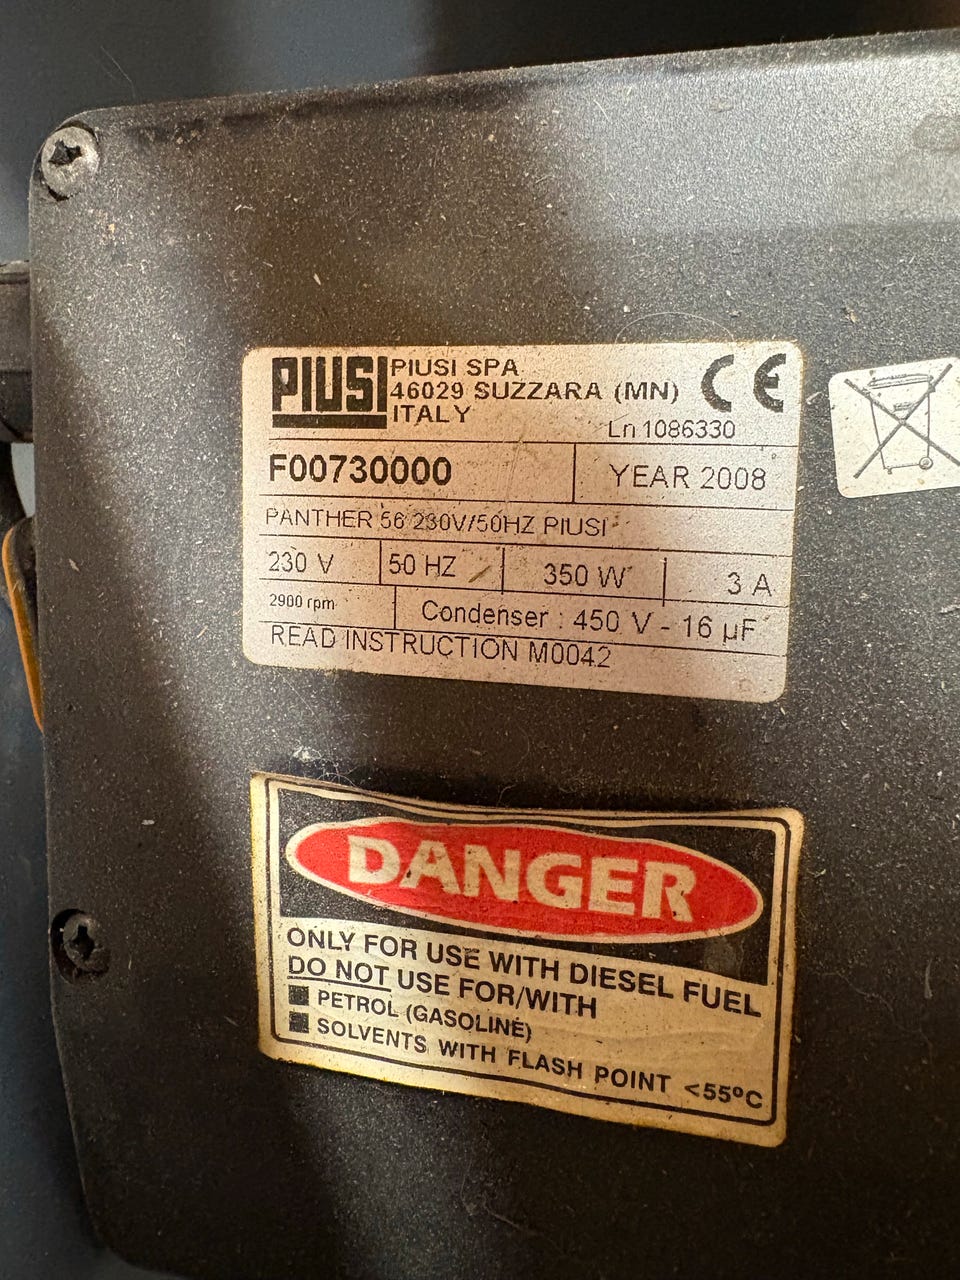 PIUSI
PIUSI SPA
46029 SUZZARA (MN)
ITALY
CE
Ln 1086330
F00730000
YEAR 2008
PANTHER 56 230V/50HZ PIUSI
230 V
50 HZ
350 W
3 A
2900 rpm
Condenser : 450 V - 16 µF
READ INSTRUCTION M0042
DANGER
ONLY FOR USE WITH DIESEL FUEL
DO NOT USE FOR/WITH
■ PETROL (GASOLINE)
■ SOLVENTS WITH FLASH POINT <55ºC